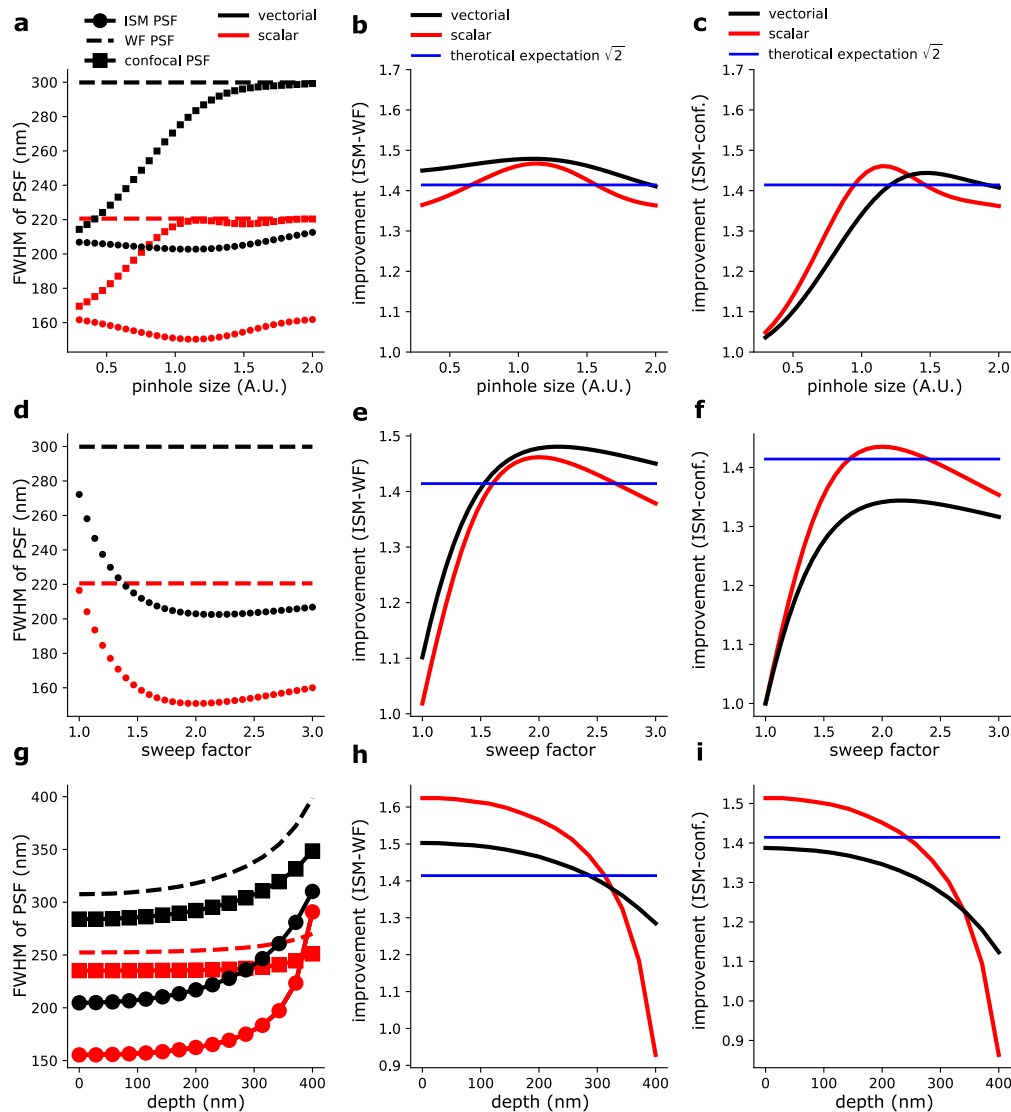 a
ISM PSF
WF PSF
confocal PSF
vectorial
scalar
300
280
260
240
220
200
180
160
FWHM of PSF (nm)
0.5
1.0
1.5
2.0
pinhole size (A.U.)
b
vectorial
scalar
therotical expectation √2
1.7
1.6
1.5
1.4
1.3
1.2
1.1
1.0
improvement (ISM-WF)
0.5
1.0
1.5
2.0
pinhole size (A.U.)
c
vectorial
scalar
therotical expectation √2
1.7
1.6
1.5
1.4
1.3
1.2
1.1
1.0
improvement (ISM-conf.)
0.5
1.0
1.5
2.0
pinhole size (A.U.)
d
300
280
260
240
220
200
180
160
FWHM of PSF (nm)
1.0
1.5
2.0
2.5
3.0
sweep factor
e
1.5
1.4
1.3
1.2
1.1
1.0
improvement (ISM-WF)
1.0
1.5
2.0
2.5
3.0
sweep factor
f
1.4
1.3
1.2
1.1
1.0
improvement (ISM-conf.)
1.0
1.5
2.0
2.5
3.0
sweep factor
g
400
350
300
250
200
150
FWHM of PSF (nm)
0
100
200
300
400
depth (nm)
h
1.6
1.5
1.4
1.3
1.2
1.1
1.0
0.9
improvement (ISM-WF)
0
100
200
300
400
depth (nm)
i
1.5
1.4
1.3
1.2
1.1
1.0
0.9
improvement (ISM-conf.)
0
100
200
300
400
depth (nm)